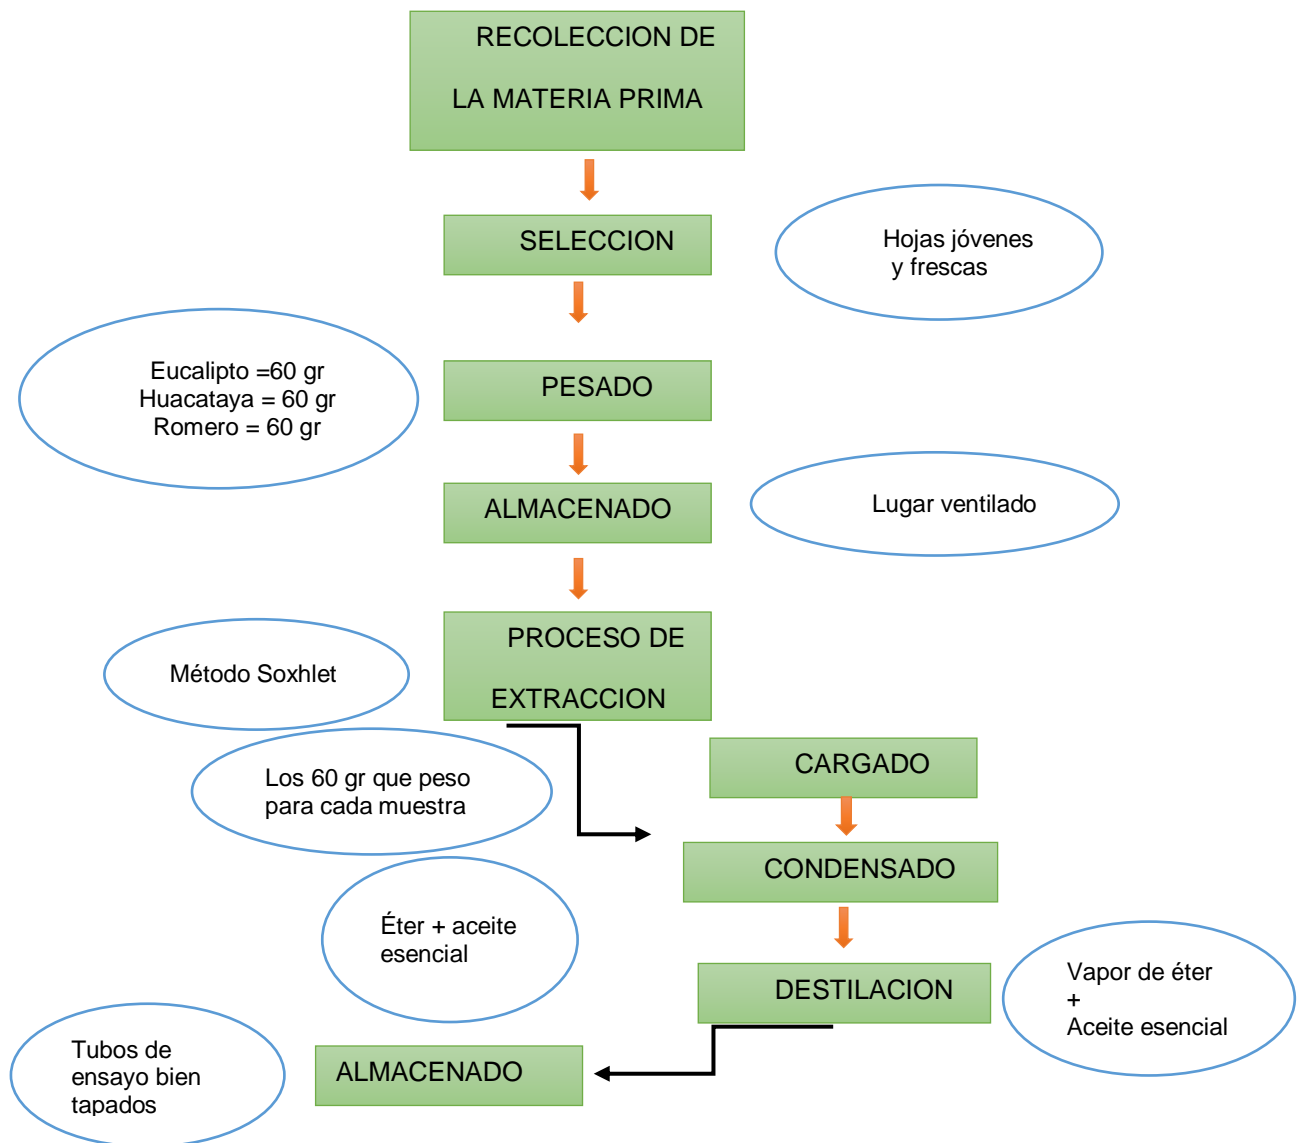 RECOLECCION DE
LA MATERIA PRIMA
SELECCION
Hojas jóvenes
y frescas
Eucalipto =60 gr
Huacataya = 60 gr
Romero = 60 gr
PESADO
ALMACENADO
Lugar ventilado
PROCESO DE
EXTRACCION
Método Soxhlet
CARGADO
Los 60 gr que peso
para cada muestra
CONDENSADO
Éter + aceite
esencial
DESTILACION
Vapor de éter
+
Aceite esencial
Tubos de
ensayo bien
tapados
ALMACENADO